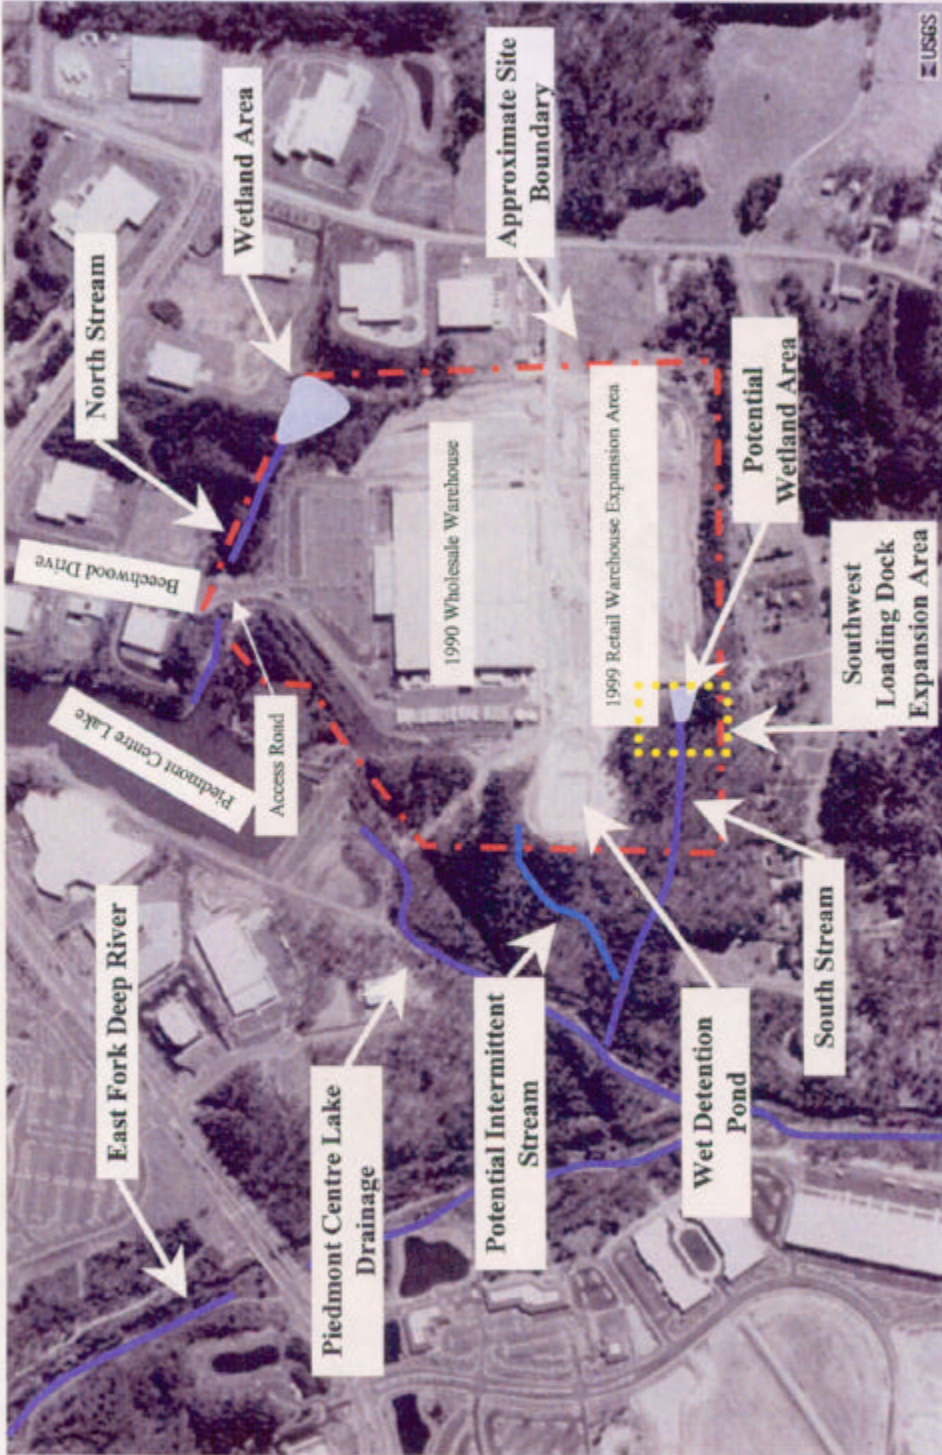 East Fork Deep River
Piedmont Centre Lake
Beechwood Drive
North Stream
Wetland Area
Access Road
Piedmont Centre Lake
Drainage
Potential Intermittent
Stream
1990 Wholesale Warehouse
Approximate Site
Boundary
1999 Retail Warehouse Expansion Area
Wet Detention
Pond
South Stream
Southwest
Loading Dock
Expansion Area
Potential
Wetland Area
USGS